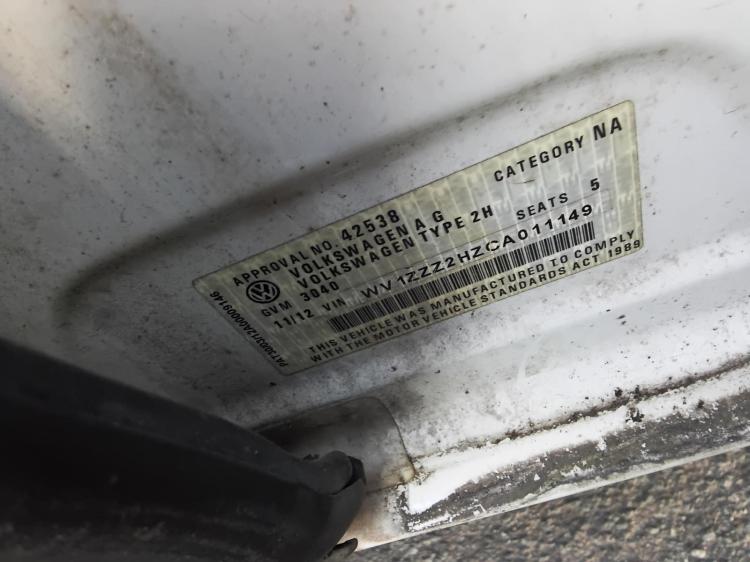 APPROVAL NO. 42538 CATEGORY NA
VOLKSWAGEN A G
VOLKSWAGEN TYPE 2H SEATS 5
GVM 3040
11/12 VIN WV1ZZZ2HZCA011149
THIS VEHICLE WAS MANUFACTURED TO COMPLY
WITH THE MOTOR VEHICLE STANDARDS ACT 1989